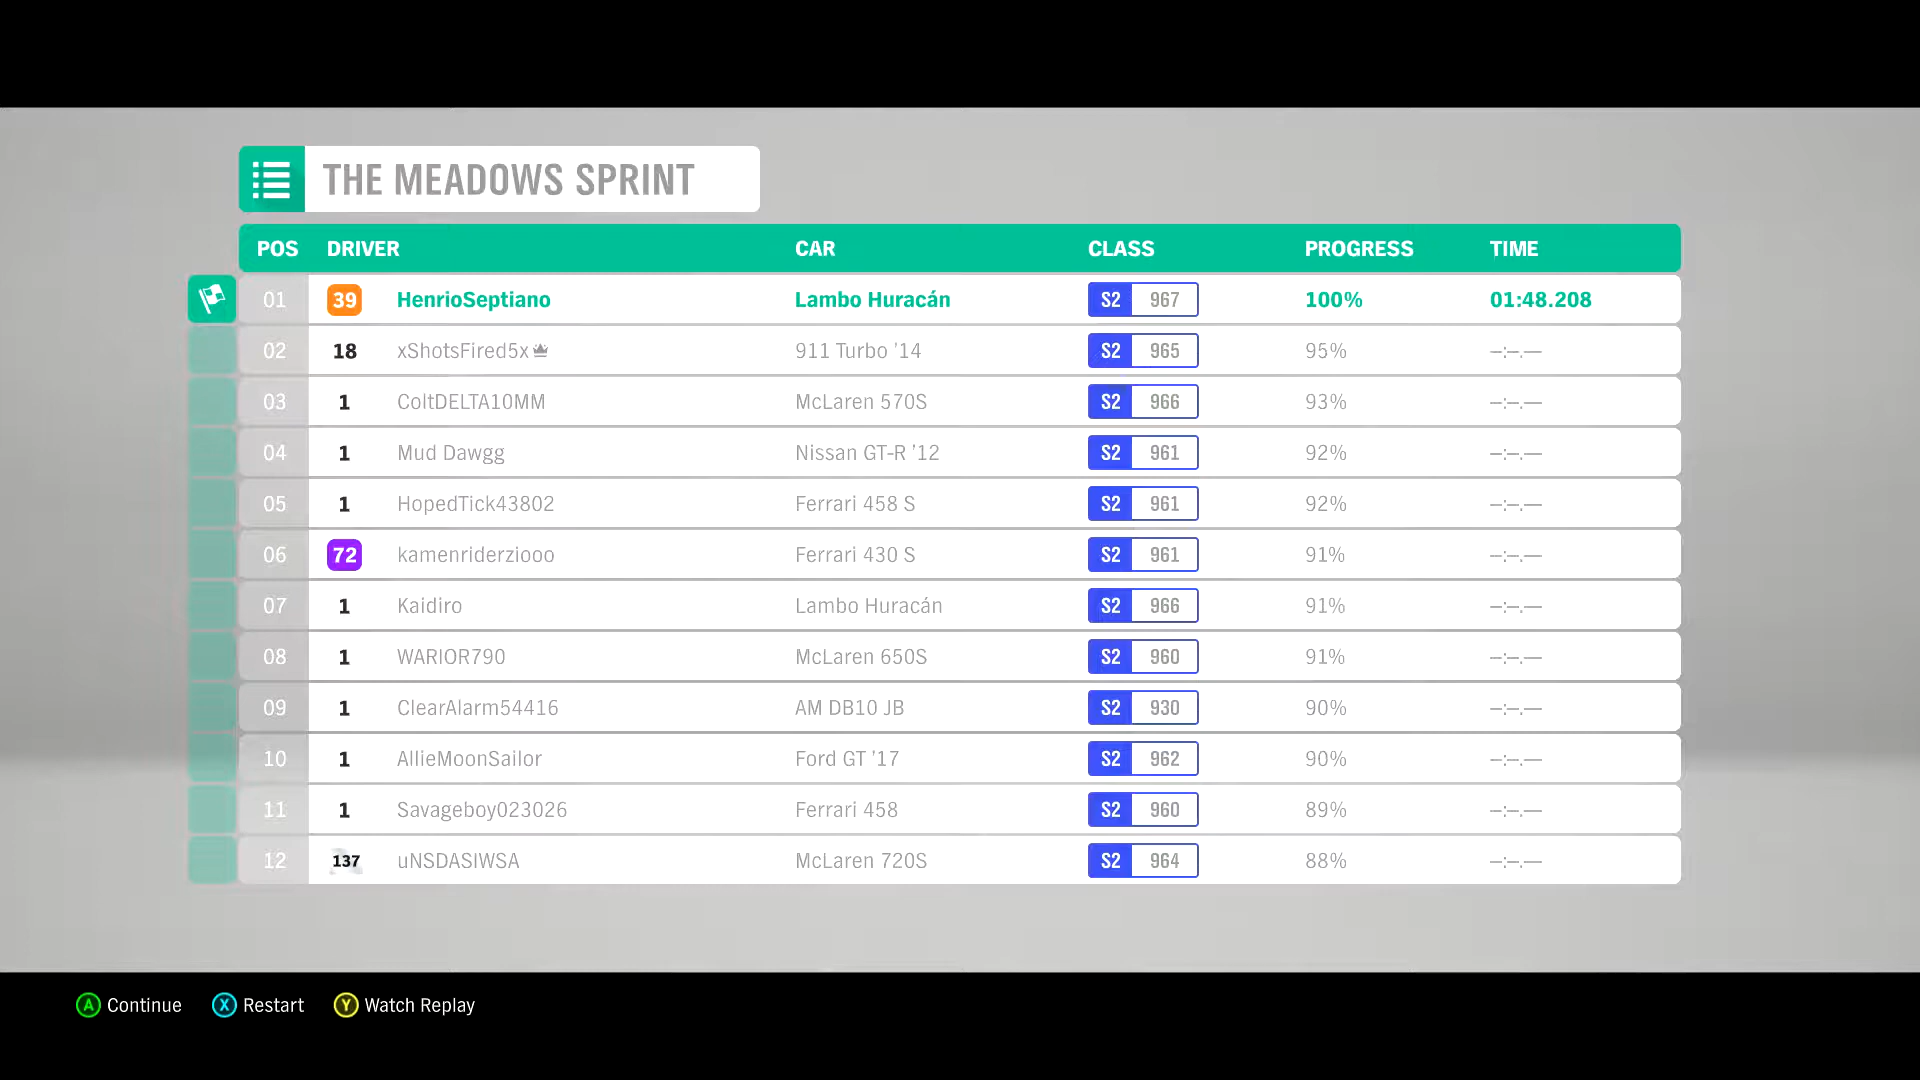 THE MEADOWS SPRINT
POS DRIVER CAR CLASS PROGRESS TIME
01 39 HenrioSeptiano Lambo Huracán S2 967 100% 01:48.208
02 18 xShotsFired5x 911 Turbo '14 S2 965 95% –:–.—
03 1 ColtDELTA10MM McLaren 570S S2 966 93% –:–.—
04 1 Mud Dawgg Nissan GT-R '12 S2 961 92% –:–.—
05 1 HopedTick43802 Ferrari 458 S S2 961 92% –:–.—
06 72 kamenriderziooo Ferrari 430 S S2 961 91% –:–.—
07 1 Kaidiro Lambo Huracán S2 966 91% –:–.—
08 1 WARIOR790 McLaren 650S S2 960 91% –:–.—
09 1 ClearAlarm54416 AM DB10 JB S2 930 90% –:–.—
10 1 AllieMoonSailor Ford GT '17 S2 962 90% –:–.—
11 1 Savageboy023026 Ferrari 458 S2 960 89% –:–.—
12 137 uNSDASIWSA McLaren 720S S2 964 88% –:–.—
A Continue X Restart Y Watch Replay